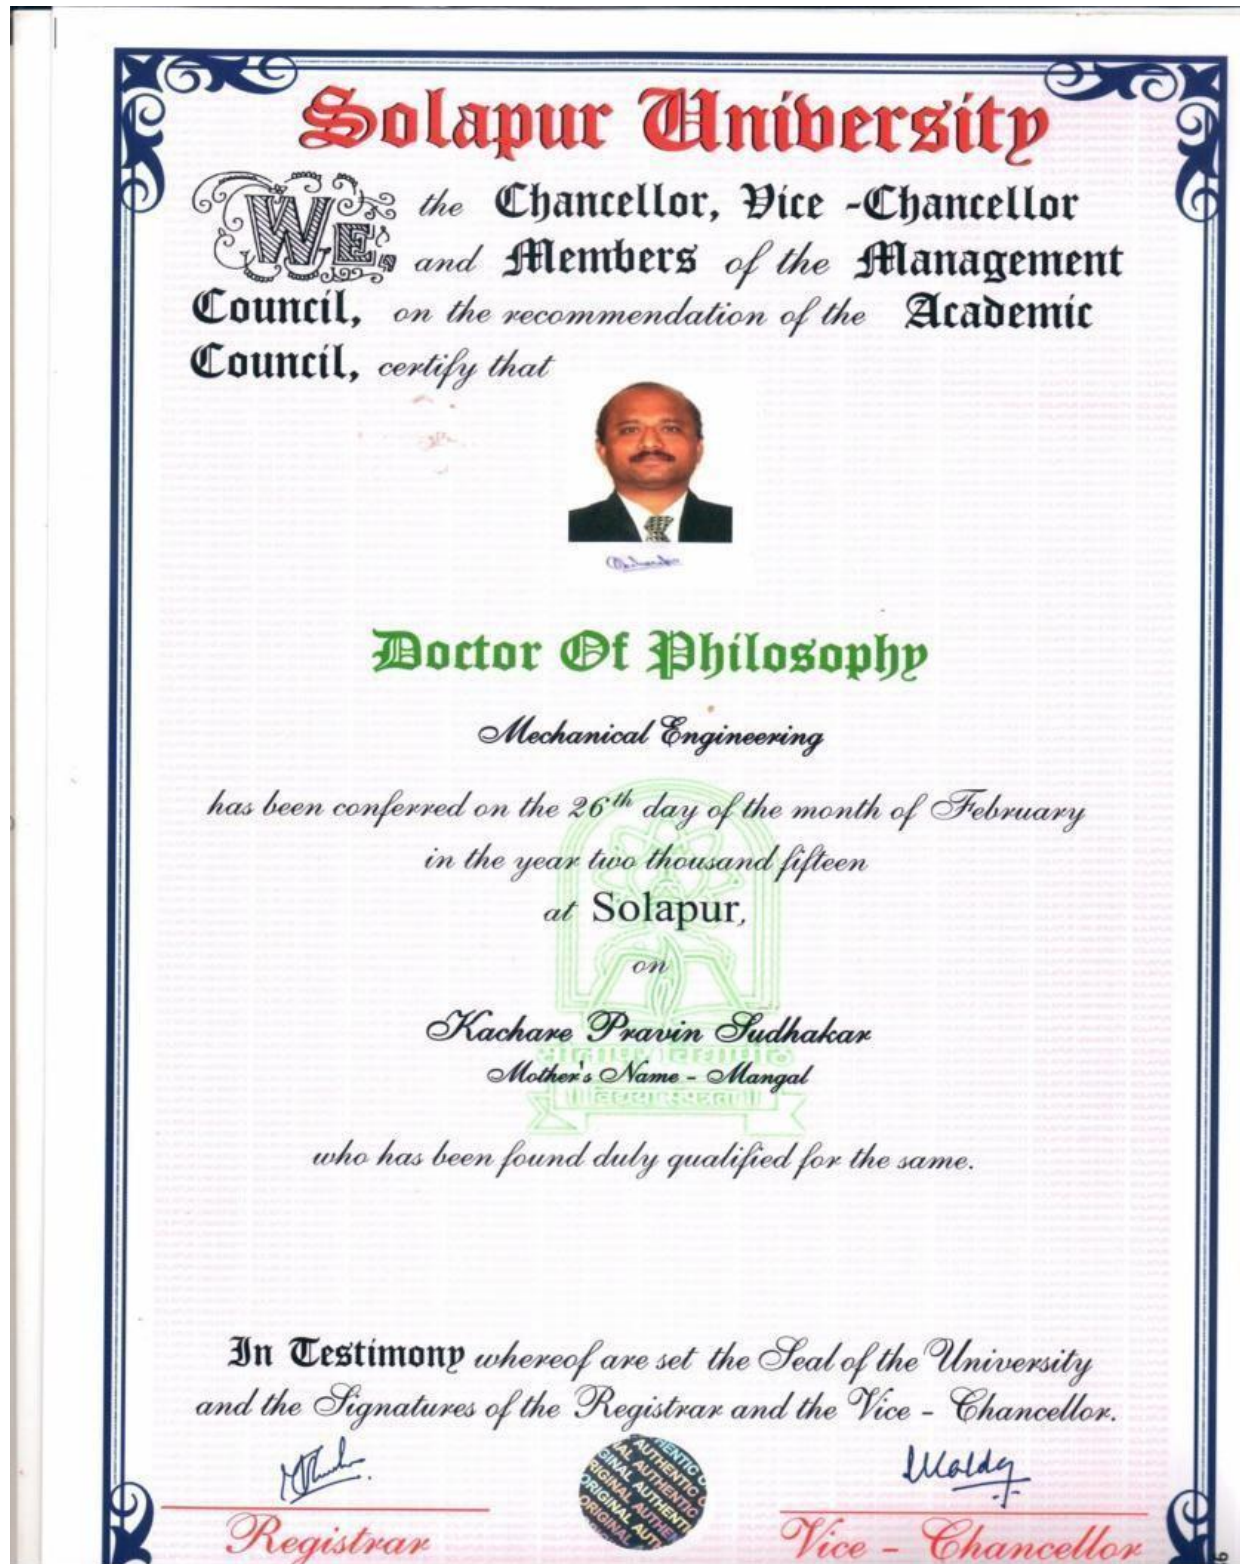 Solapur University
WE, the Chancellor, Vice -Chancellor
and Members of the Management
Council, on the recommendation of the Academic
Council, certify that
Doctor Of Philosophy
Mechanical Engineering
has been conferred on the 26th day of the month of February
in the year two thousand fifteen
at Solapur,
on
Kachare Pravin Sudhakar
Mother's Name - Mangal
who has been found duly qualified for the same.
In Testimony whereof are set the Seal of the University
and the Signatures of the Registrar and the Vice - Chancellor.
ORIGINAL AUTHENTIC
Registrar
Vice - Chancellor